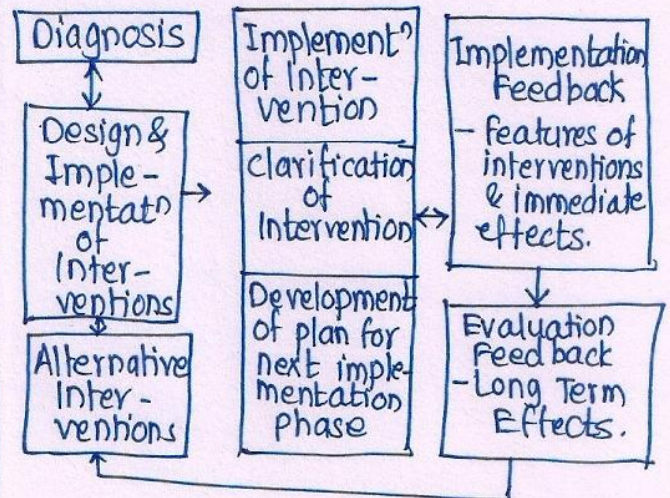 Diagnosis
Design &
Imple-
mentatn
of
Inter-
ventions
Alternative
Inter-
ventions
Implementn
of Inter-
vention
Clarification
of
Intervention
Development
of plan for
next imple-
mentation
phase
Implementation
Feedback
- Features of
interventions
& immediate
effects.
Evaluation
Feedback
- Long Term
Effects.